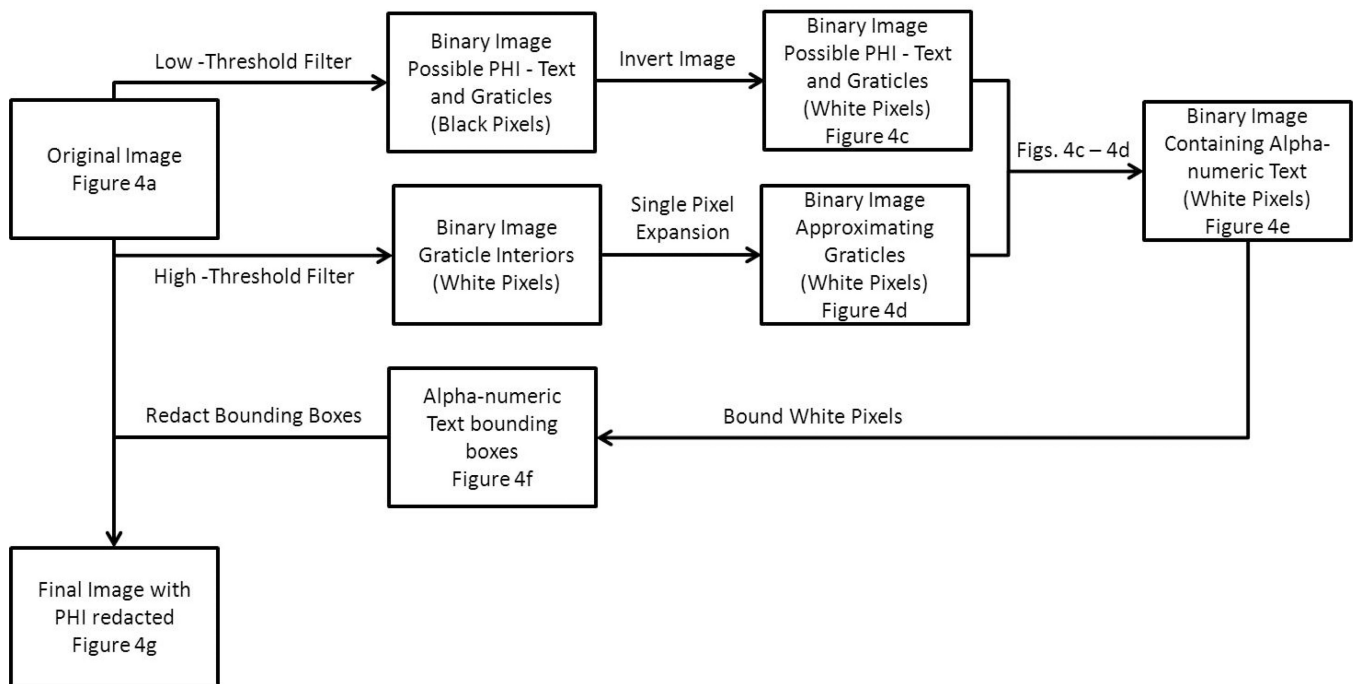 Low -Threshold Filter
Binary Image
Possible PHI - Text
and Graticles
(Black Pixels)
Invert Image
Binary Image
Possible PHI - Text
and Graticles
(White Pixels)
Figure 4c
Original Image
Figure 4a
Figs. 4c – 4d
Binary Image
Containing Alpha-
numeric Text
(White Pixels)
Figure 4e
High -Threshold Filter
Binary Image
Graticle Interiors
(White Pixels)
Single Pixel
Expansion
Binary Image
Approximating
Graticles
(White Pixels)
Figure 4d
Redact Bounding Boxes
Alpha-numeric
Text bounding
boxes
Figure 4f
Bound White Pixels
Final Image with
PHI redacted
Figure 4g